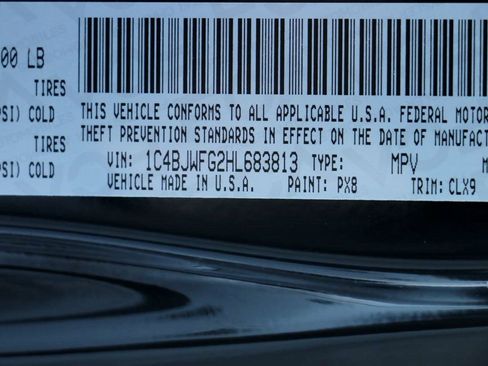 00 LB
TIRES
PSI) COLD
TIRES
PSI) COLD
THIS VEHICLE CONFORMS TO ALL APPLICABLE U.S.A. FEDERAL MOTOR
THEFT PREVENTION STANDARDS IN EFFECT ON THE DATE OF MANUFACT
VIN: 1C4BJWFG2HL683813 TYPE: MPV M
VEHICLE MADE IN U.S.A. PAINT: PX8 TRIM: CLX9